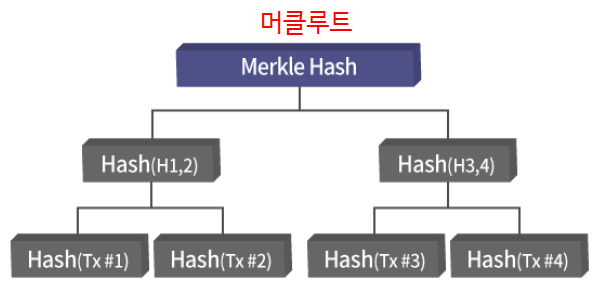 머클루트
Merkle Hash
Hash(H1,2) Hash(H3,4)
Hash(Tx #1) Hash(Tx #2) Hash(Tx #3) Hash(Tx #4)